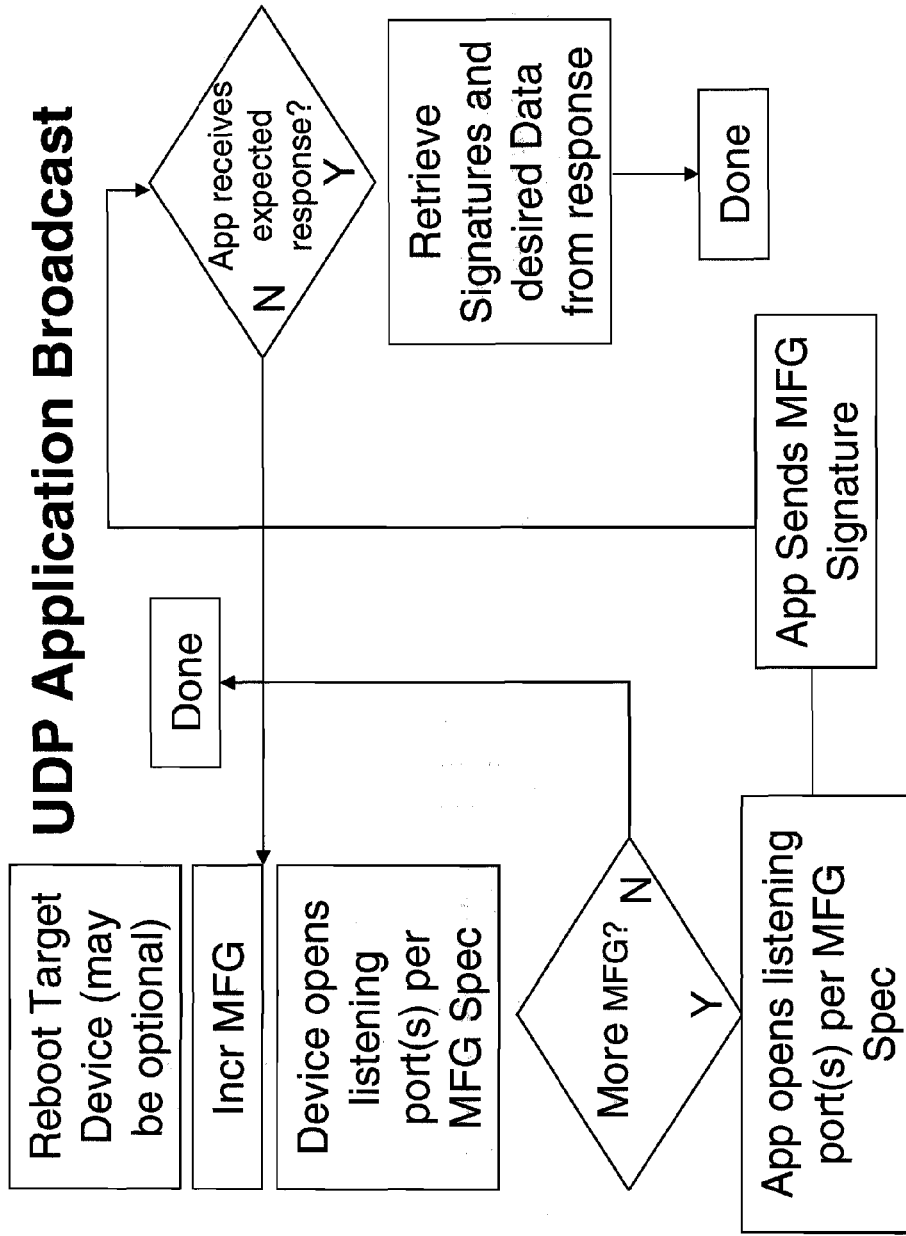 UDP Application Broadcast
Reboot Target
Device (may
be optional)
Incr MFG
Device opens
listening
port(s) per
MFG Spec
More MFG?
N
Y
App opens listening
port(s) per MFG
Spec
Done
App Sends MFG
Signature
App receives
expected
response?
N
Y
Retrieve
Signatures and
desired Data
from response
Done